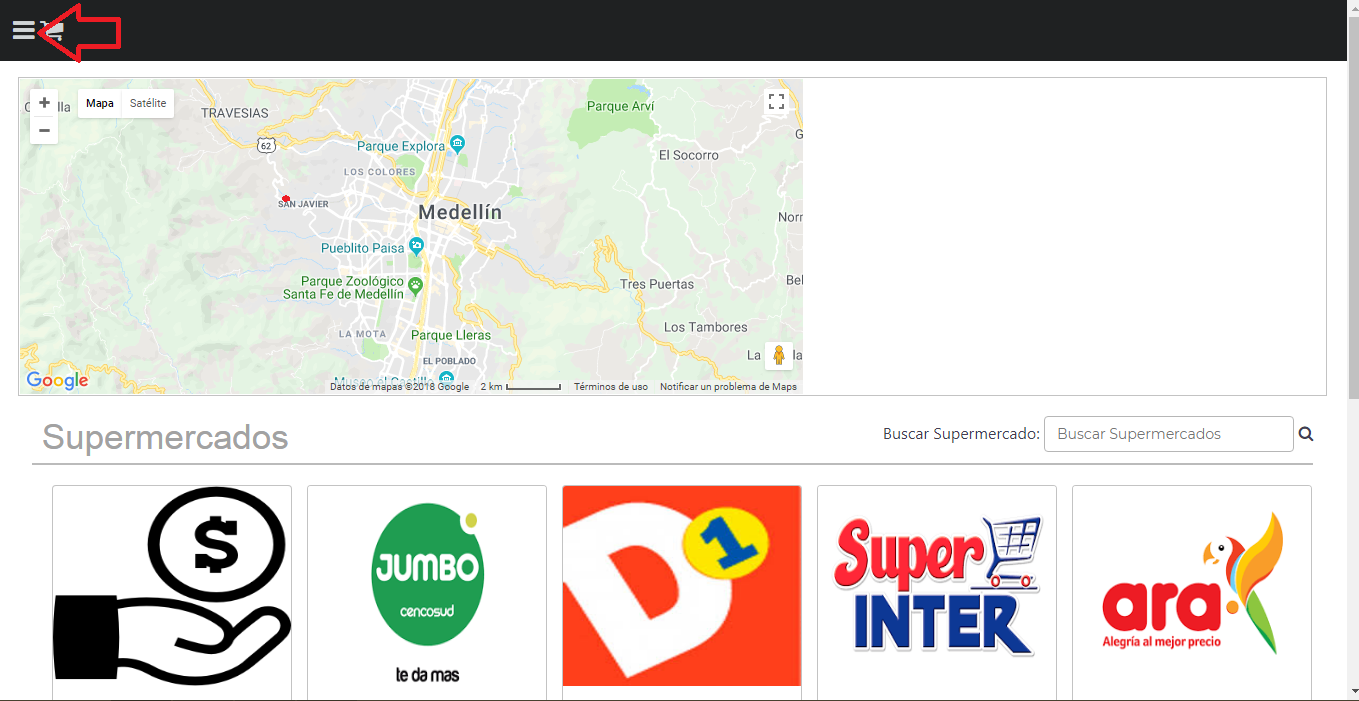 Mapa
Satélite
TRAVESIAS
Parque Arví
62
Parque Explora
El Socorro
LOS COLORES
SAN JAVIER
Medellín
Pueblito Paisa
Parque Zoológico
Santa Fe de Medellín
Tres Puertas
Los Tambores
LA MOTA
Parque Lleras
La
EL POBLADO
Google
Datos de mapas ©2018 Google
2 km
Términos de uso
Notificar un problema de Maps
Supermercados
Buscar Supermercado:
Buscar Supermercados
$
JUMBO
cencosud
te da mas
D1
Super
INTER
ara
Alegría al mejor precio